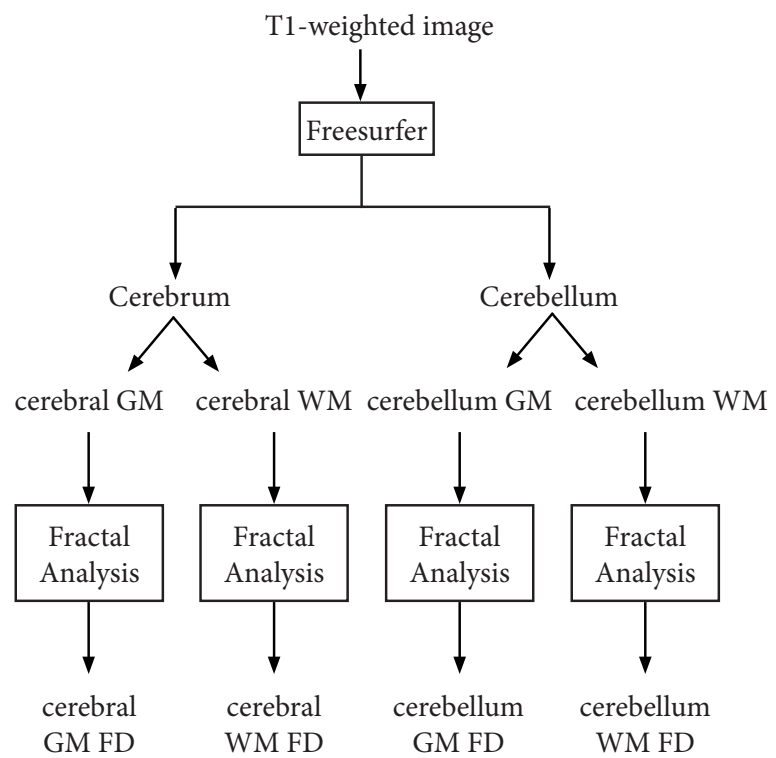 T1-weighted image
Freesurfer
Cerebrum
Cerebellum
cerebral GM
cerebral WM
cerebellum GM
cerebellum WM
Fractal
Analysis
Fractal
Analysis
Fractal
Analysis
Fractal
Analysis
cerebral
GM FD
cerebral
WM FD
cerebellum
GM FD
cerebellum
WM FD